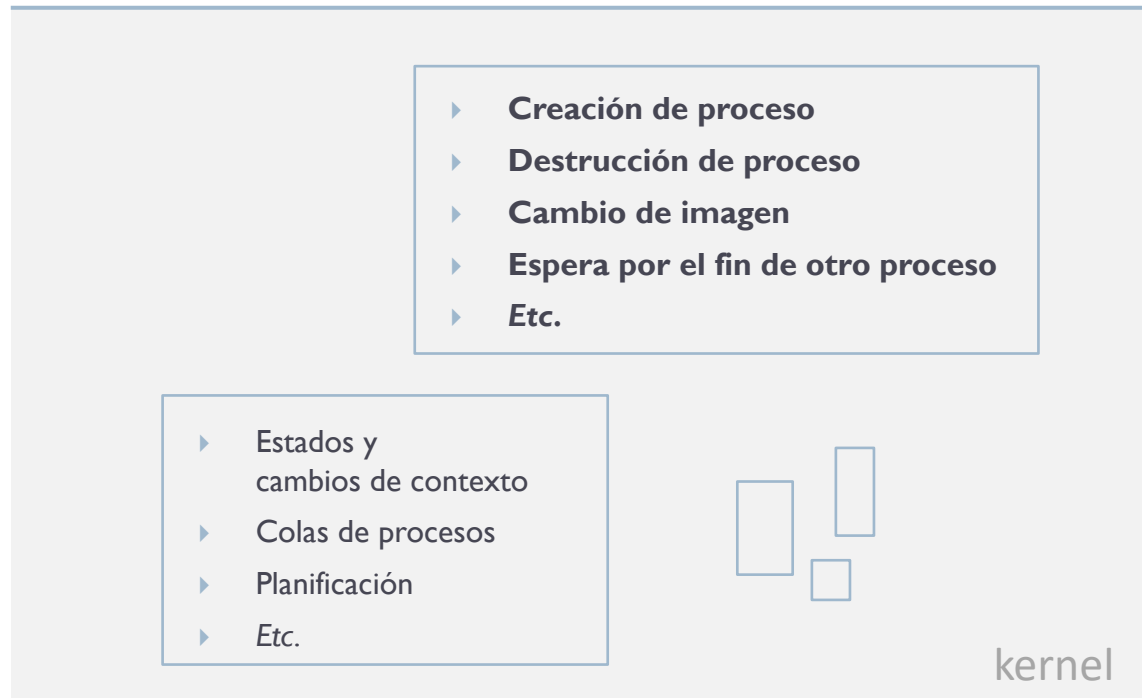 Creación de proceso
Destrucción de proceso
Cambio de imagen
Espera por el fin de otro proceso
Etc.
Estados y
cambios de contexto
Colas de procesos
Planificación
Etc.
kernel